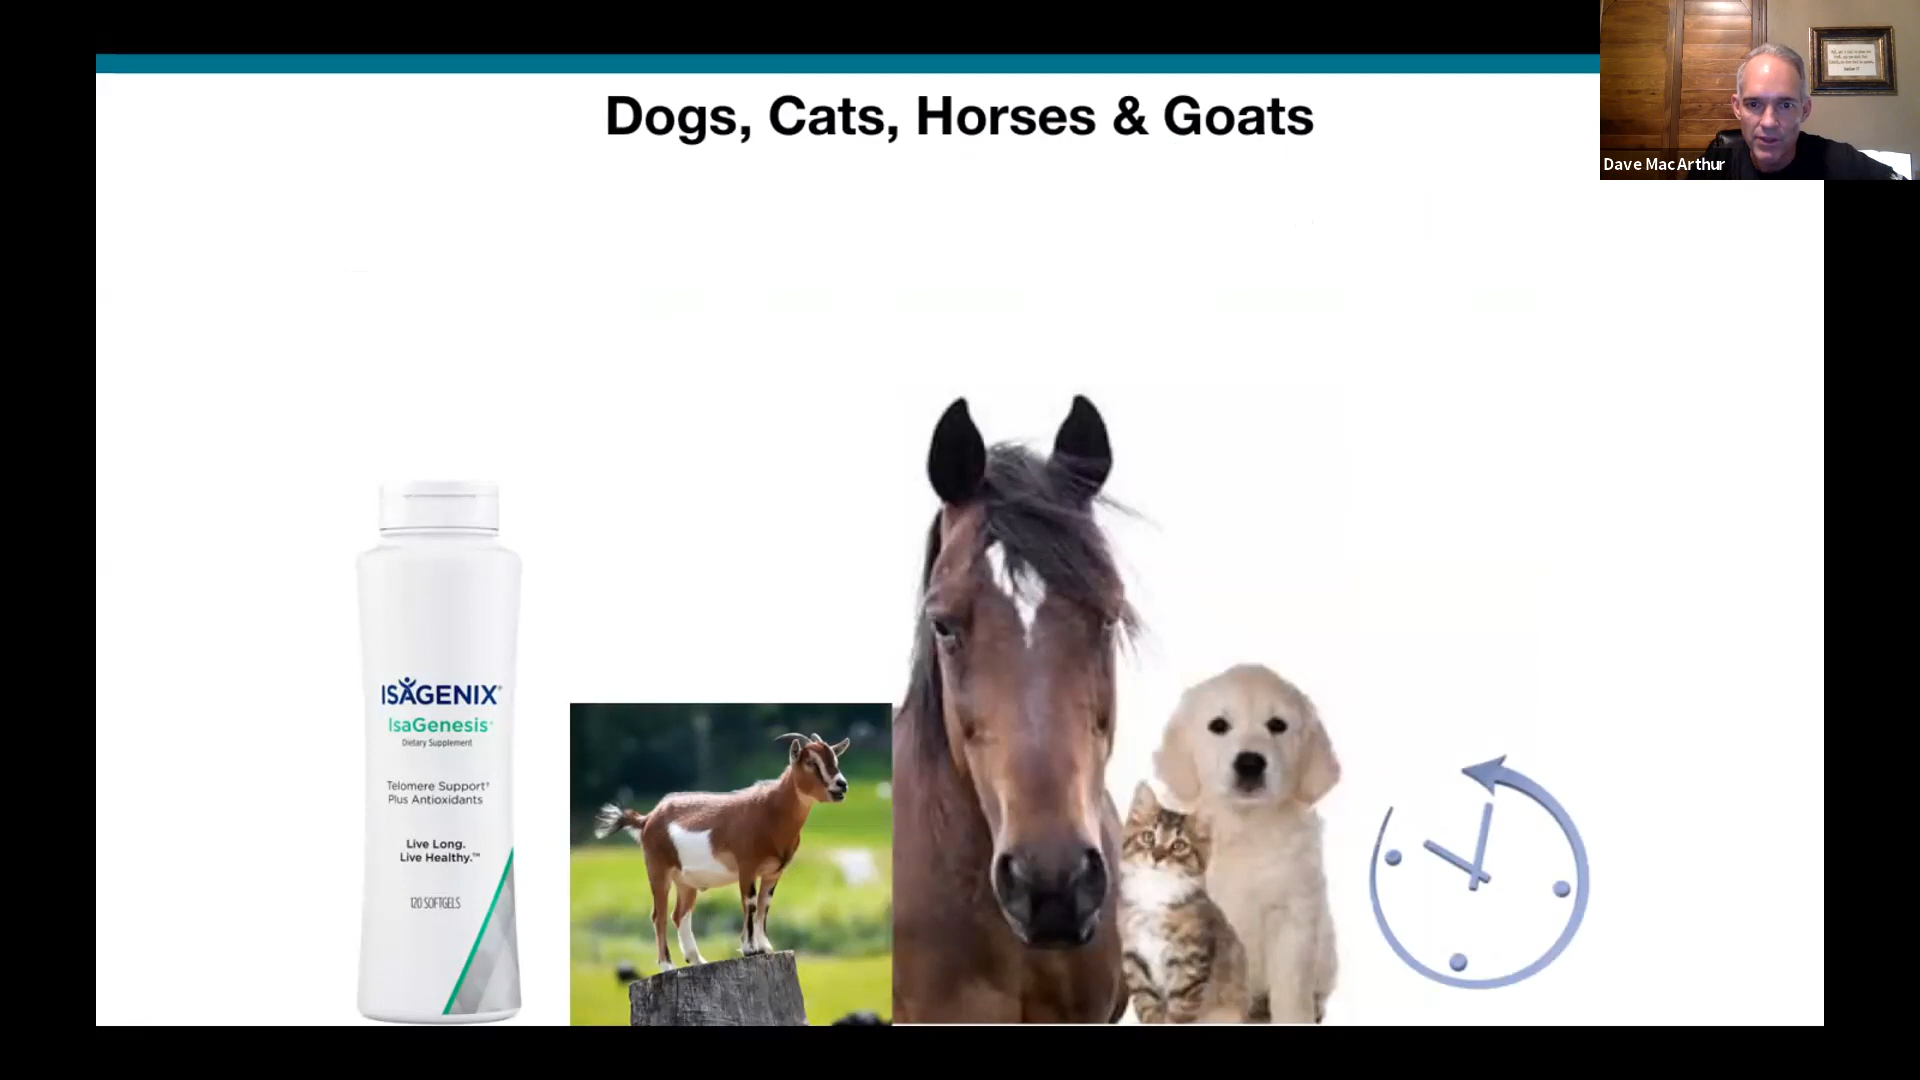 Dogs, Cats, Horses & Goats
Dave MacArthur
ISAGENIX®
IsaGenesis®
Dietary Supplement
Telomere Support†
Plus Antioxidants
Live Long.
Live Healthy.™
120 SOFTGELS